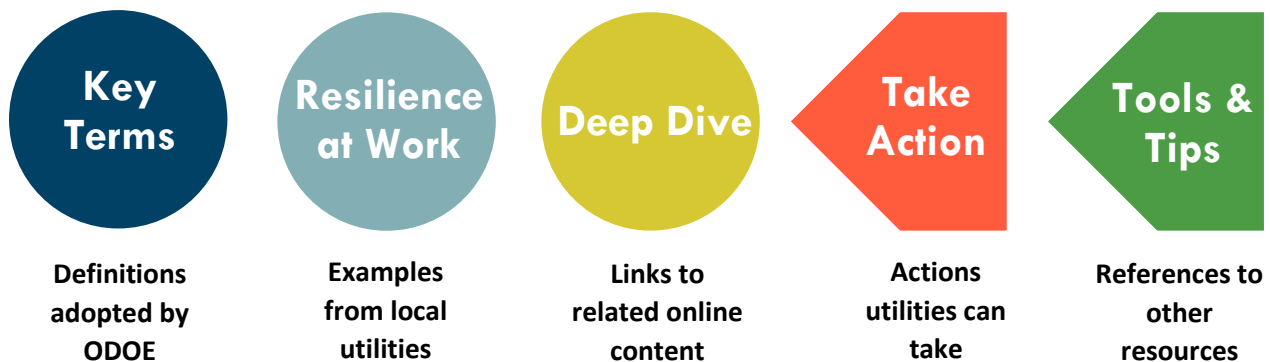 Key
Terms
Resilience
at Work
Deep Dive
Take
Action
Tools &
Tips
Definitions
adopted by
ODOE
Examples
from local
utilities
Links to
related online
content
Actions
utilities can
take
References to
other
resources